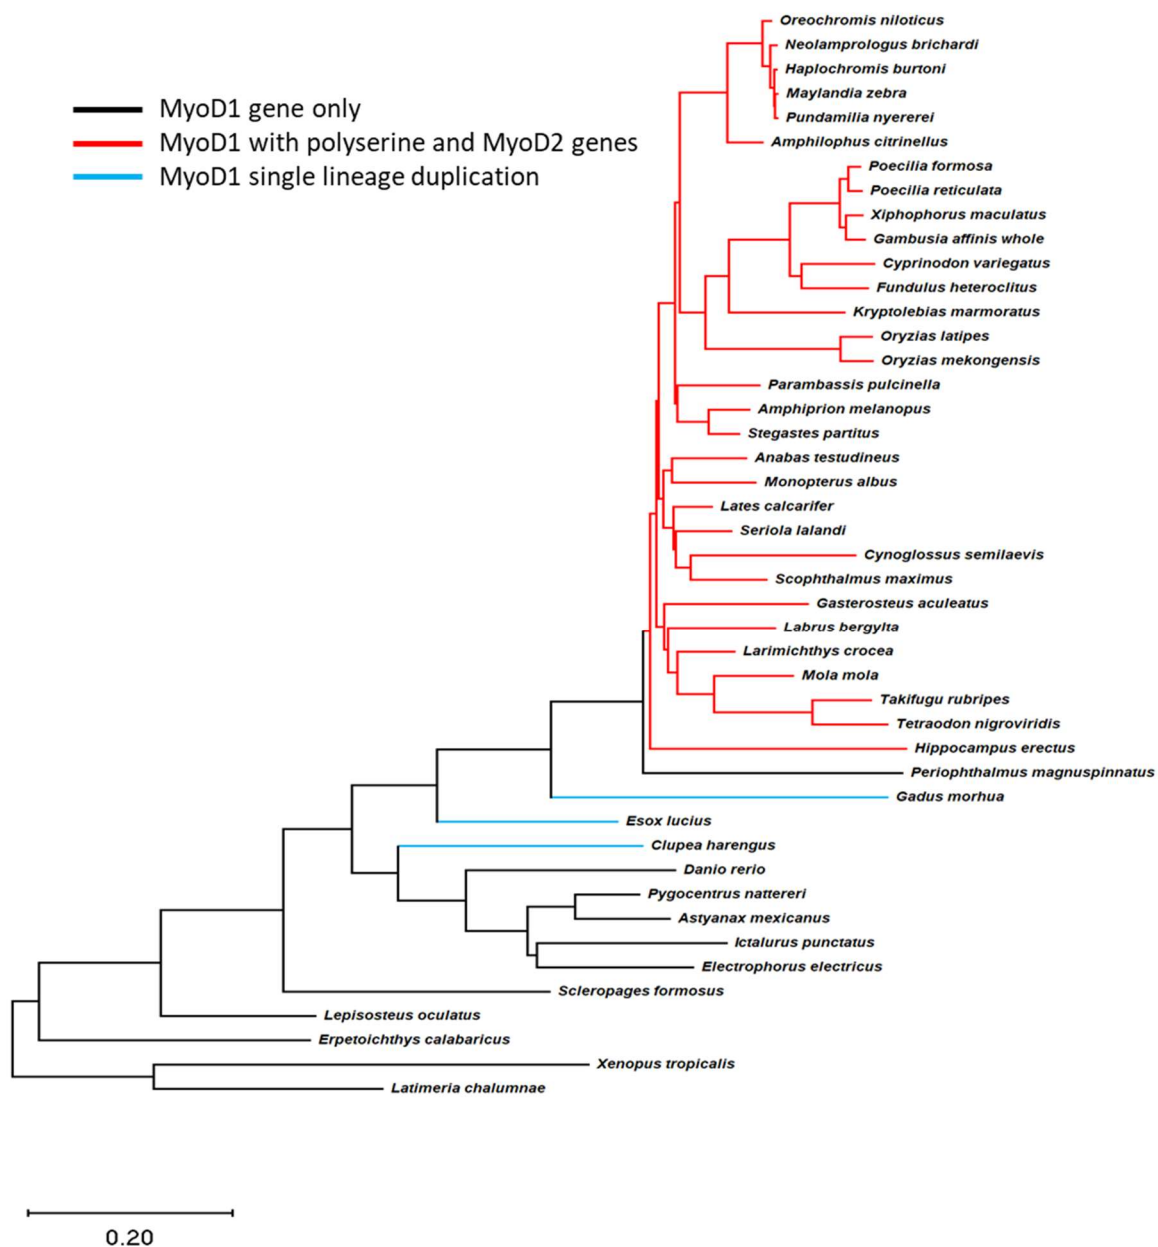 MyoD1 gene only
MyoD1 with polyserine and MyoD2 genes
MyoD1 single lineage duplication
Oreochromis niloticus
Neolamprologus brichardi
Haplochromis burtoni
Maylandia zebra
Pundamilia nyererei
Amphilophus citrinellus
Poecilia formosa
Poecilia reticulata
Xiphophorus maculatus
Gambusia affinis whole
Cyprinodon variegatus
Fundulus heteroclitus
Kryptolebias marmoratus
Oryzias latipes
Oryzias mekongensis
Parambassis pulcinella
Amphiprion melanopus
Stegastes partitus
Anabas testudineus
Monopterus albus
Lates calcarifer
Seriola lalandi
Cynoglossus semilaevis
Scophthalmus maximus
Gasterosteus aculeatus
Labrus bergylta
Larimichthys crocea
Mola mola
Takifugu rubripes
Tetraodon nigroviridis
Hippocampus erectus
Periophthalmus magnuspinnatus
Gadus morhua
Esox lucius
Clupea harengus
Danio rerio
Pygocentrus nattereri
Astyanax mexicanus
Ictalurus punctatus
Electrophorus electricus
Scleropages formosus
Lepisosteus oculatus
Erpetoichthys calabaricus
Xenopus tropicalis
Latimeria chalumnae
0.20